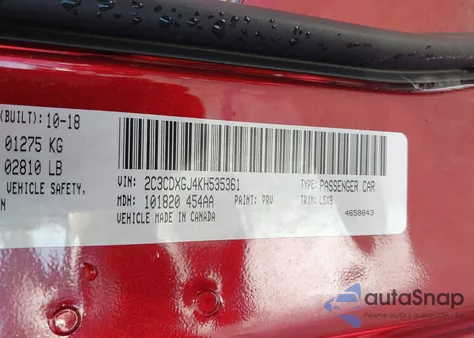 (BUILT): 10-18
01275 KG
02810 LB
VEHICLE SAFETY,
N
VIN: 2C3CDXGJ4KH535361 TYPE: PASSENGER CAR
MDH: 101820 454AA PAINT: PRV TRIM: LSX9
VEHICLE MADE IN CANADA 4658843
autoSnap